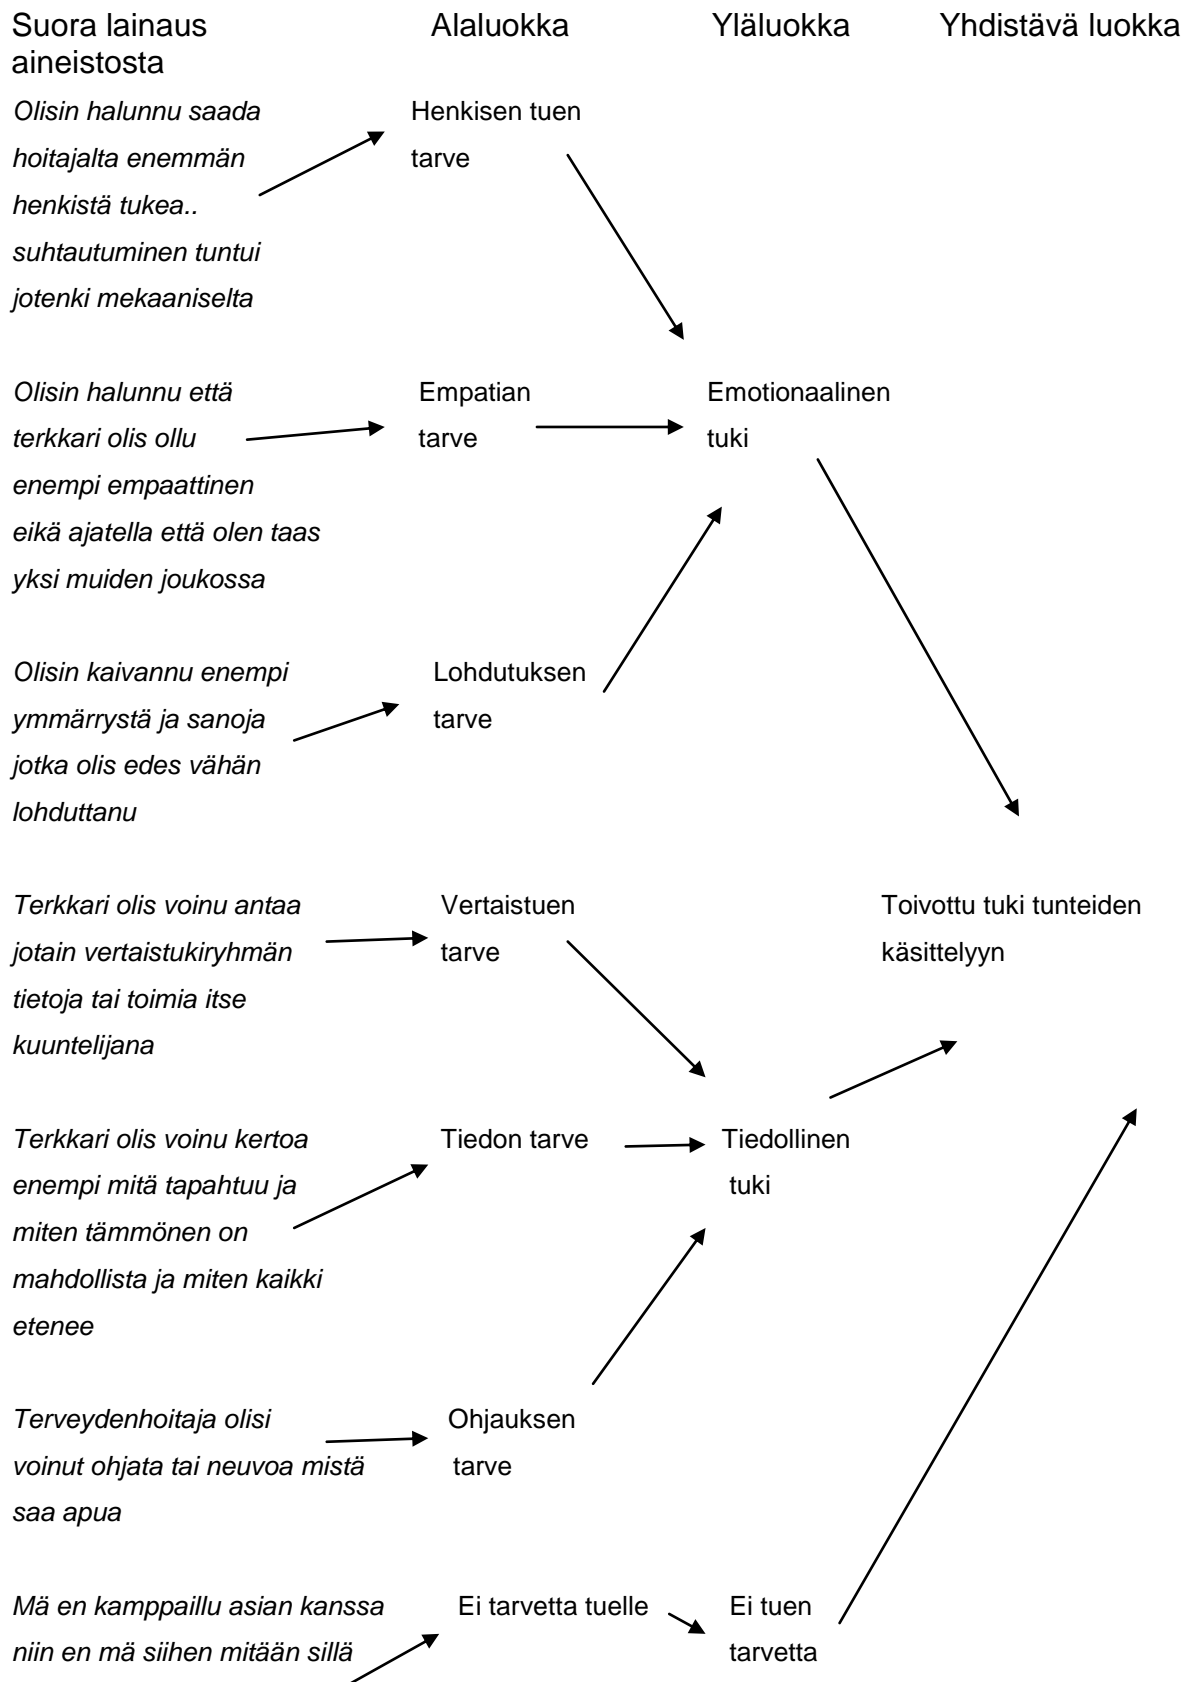 Suora lainaus aineistosta
Alaluokka
Yläluokka
Yhdistävä luokka
Olisin halunnu saada
hoitajalta enemmän
henkistä tukea..
suhtautuminen tuntui
jotenki mekaaniselta
Henkisen tuen
tarve
Olisin halunnu että
terkkari olis ollu
enempi empaattinen
eikä ajatella että olen taas
yksi muiden joukossa
Empatian
tarve
Emotionaalinen
tuki
Olisin kaivannu enempi
ymmärrystä ja sanoja
jotka olis edes vähän
lohduttanu
Lohdutuksen
tarve
Terkkari olis voinu antaa
jotain vertaistukiryhmän
tietoja tai toimia itse
kuuntelijana
Vertaistuen
tarve
Toivottu tuki tunteiden
käsittelyyn
Terkkari olis voinu kertoa
enempi mitä tapahtuu ja
miten tämmönen on
mahdollista ja miten kaikki
etenee
Tiedon tarve
Tiedollinen
tuki
Terveydenhoitaja olisi
voinut ohjata tai neuvoa mistä
saa apua
Ohjauksen
tarve
Mä en kamppaillu asian kanssa
niin en mä siihen mitään sillä
Ei tarvetta tuelle
Ei tuen
tarvetta